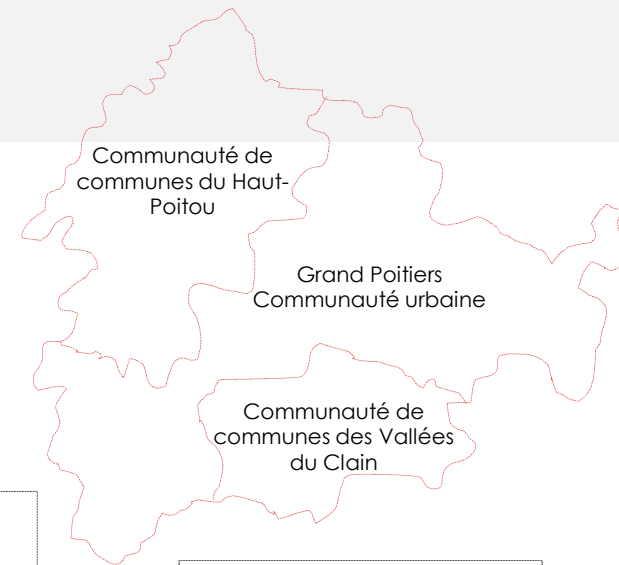 Communauté de
communes du Haut-
Poitou
Grand Poitiers
Communauté urbaine
Communauté de
communes des Vallées
du Clain